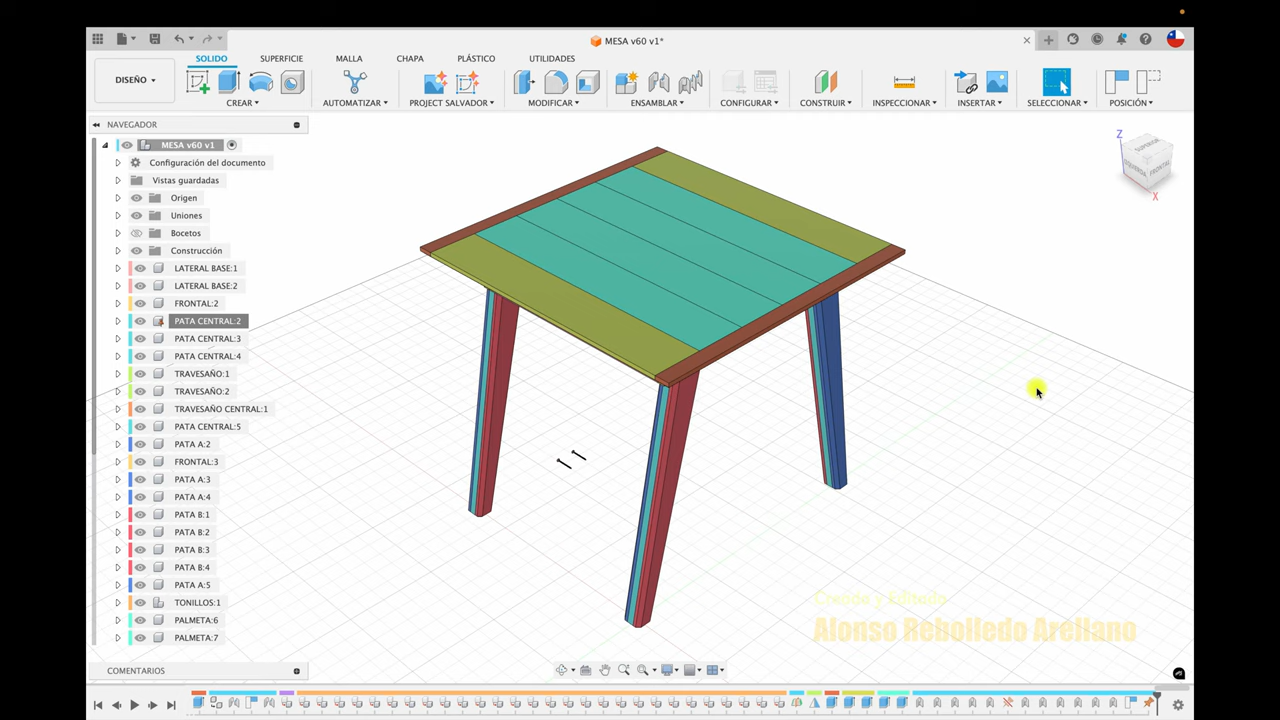 MESA v60 v1*
SOLIDO
SUPERFICIE
MALLA
CHAPA
PLÁSTICO
UTILIDADES
DISEÑO
CREAR
AUTOMATIZAR
PROJECT SALVADOR
MODIFICAR
ENSAMBLAR
CONFIGURAR
CONSTRUIR
INSPECCIONAR
INSERTAR
SELECCIONAR
POSICIÓN
NAVEGADOR
MESA v60 v1
Configuración del documento
Vistas guardadas
Origen
Uniones
Bocetos
Construcción
LATERAL BASE:1
LATERAL BASE:2
FRONTAL:2
PATA CENTRAL:2
PATA CENTRAL:3
PATA CENTRAL:4
TRAVESAÑO:1
TRAVESAÑO:2
TRAVESAÑO CENTRAL:1
PATA CENTRAL:5
PATA A:2
FRONTAL:3
PATA A:3
PATA A:4
PATA B:1
PATA B:2
PATA B:3
PATA B:4
PATA A:5
TONILLOS:1
PALMETA:6
PALMETA:7
Z
SUPERIOR
FRONTAL
X
Creado y Editado
Alonso Rebolledo Arellano
COMENTARIOS